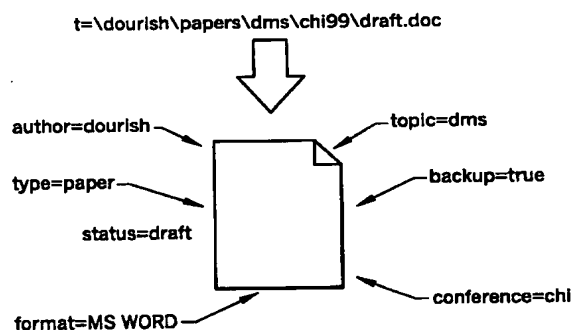 t=\dourish\papers\dms\chi99\draft.doc
author=dourish
topic=dms
type=paper
backup=true
status=draft
conference=chi
format=MS WORD